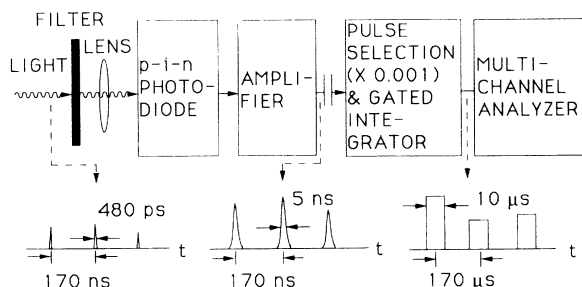 FILTER
LENS
LIGHT
p-i-n
PHOTO-
DIODE
AMPLI-
FIER
PULSE
SELECTION
(X 0.001)
& GATED
INTE-
GRATOR
MULTI-
CHANNEL
ANALYZER
480 ps
t
170 ns
5 ns
t
170 ns
10 μs
t
170 μs